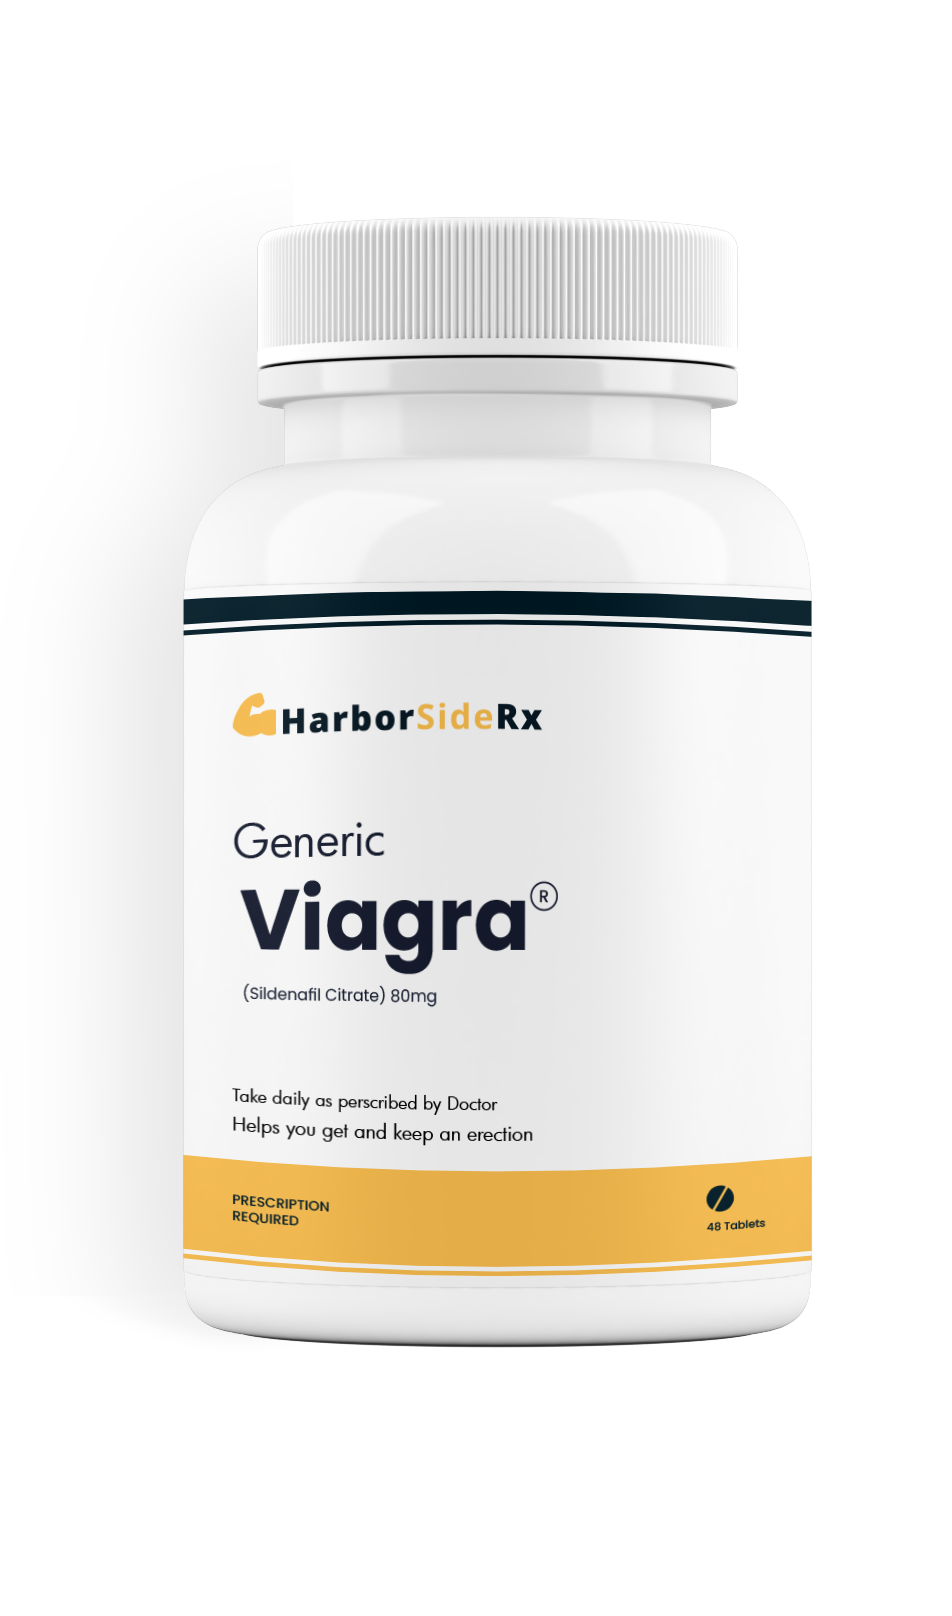 HarborSideRx
Generic
Viagra®
(Sildenafil Citrate) 80mg
Take daily as perscribed by Doctor
Helps you get and keep an erection
PRESCRIPTION
REQUIRED
48 Tablets